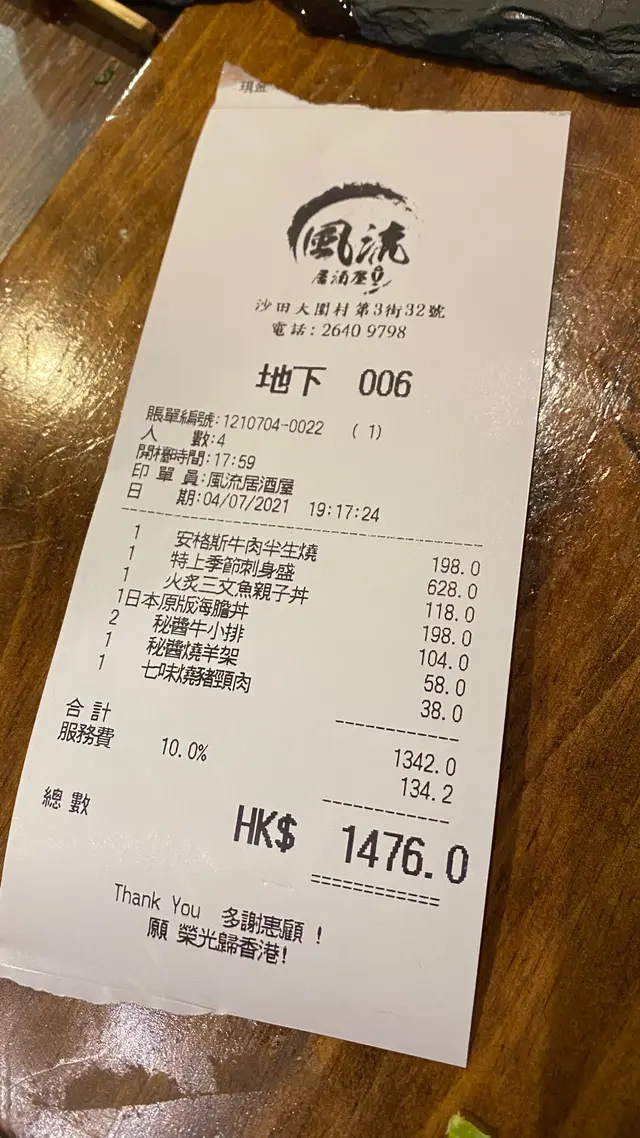 現金
風流
居酒屋
沙田大圍村第3街32號
電話：2640 9798
地下 006
賬單編號：1210704-0022 ( 1)
人 數：4
開檯時間：17:59
印 單 員：風流居酒屋
日 期：04/07/2021 19:17:24
1 安格斯牛肉半生燒 198.0
1 特上季節刺身盛 628.0
1 火炙三文魚親子丼 118.0
1 日本原版海膽丼 198.0
2 秘醬牛小排 104.0
1 秘醬燒羊架 58.0
1 七味燒豬頸肉 38.0
合 計 1342.0
服務費 10.0% 134.2
總 數 HK$ 1476.0
Thank You 多謝惠顧！
願 榮光歸香港！